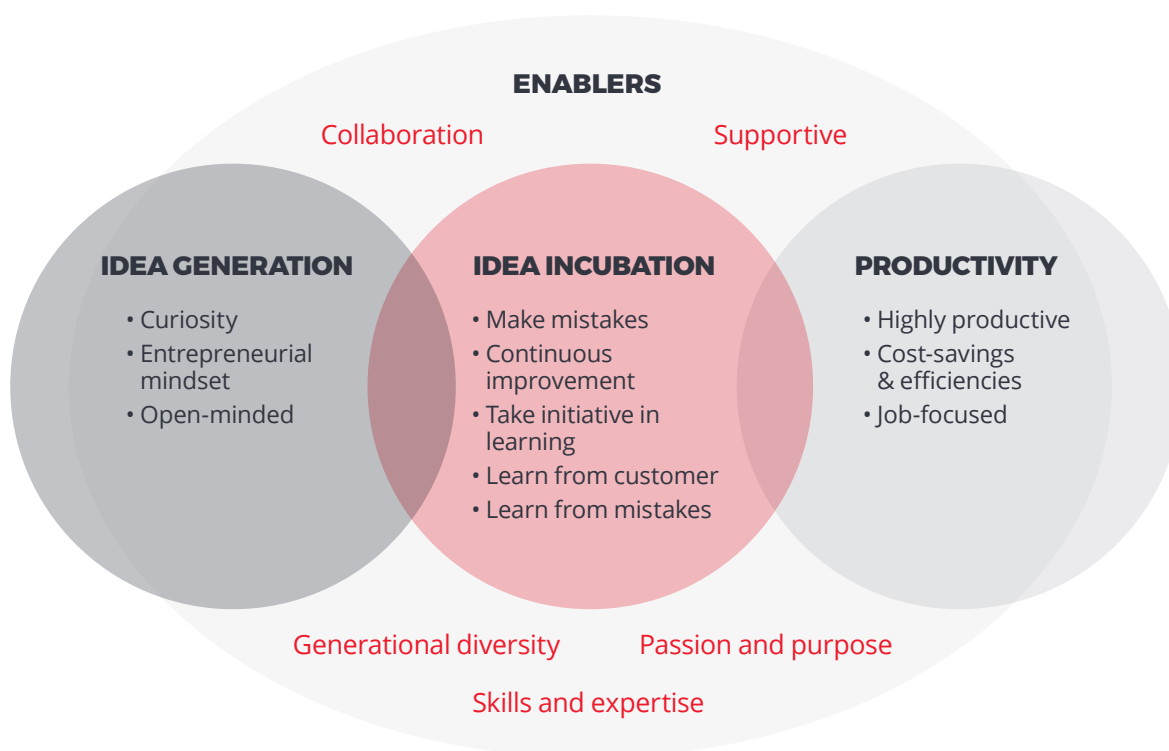 ENABLERS
Collaboration
Supportive
IDEA GENERATION
• Curiosity
• Entrepreneurial
mindset
• Open-minded
IDEA INCUBATION
• Make mistakes
• Continuous
improvement
• Take initiative in
learning
• Learn from customer
• Learn from mistakes
PRODUCTIVITY
• Highly productive
• Cost-savings
& efficiencies
• Job-focused
Generational diversity
Passion and purpose
Skills and expertise